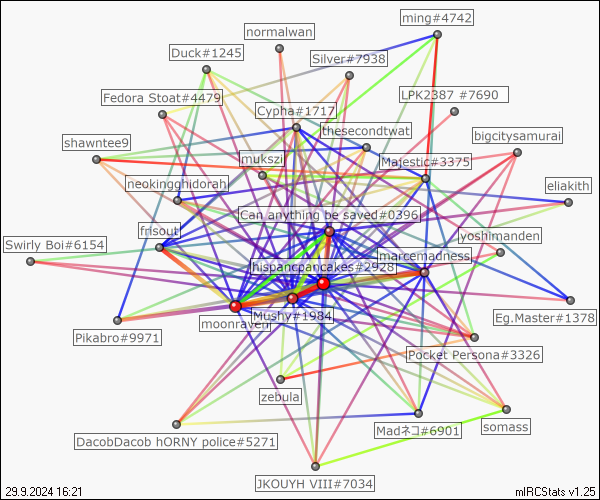 ming#4742
normalwan
Duck#1245
Silver#7938
LPK2387 #7690
Fedora Stoat#4479
Cypha#1717
thesecondtwat
bigcitysamurai
shawntee9
mukszi
Majestic#3375
neokingghidorah
eliakith
Can anything be saved#0396
frisout
yoshimanden
Swirly Boi#6154
marcemadness
hispancpancakes#2928
Eg.Master#1378
Mushy#1984
moonraven
Pikabro#9971
Pocket Persona#3326
zebula
somass
Madネコ#6901
DacobDacob hORNY police#5271
JKOUYH VIII#7034
29.9.2024 16:21
mIRCStats v1.25